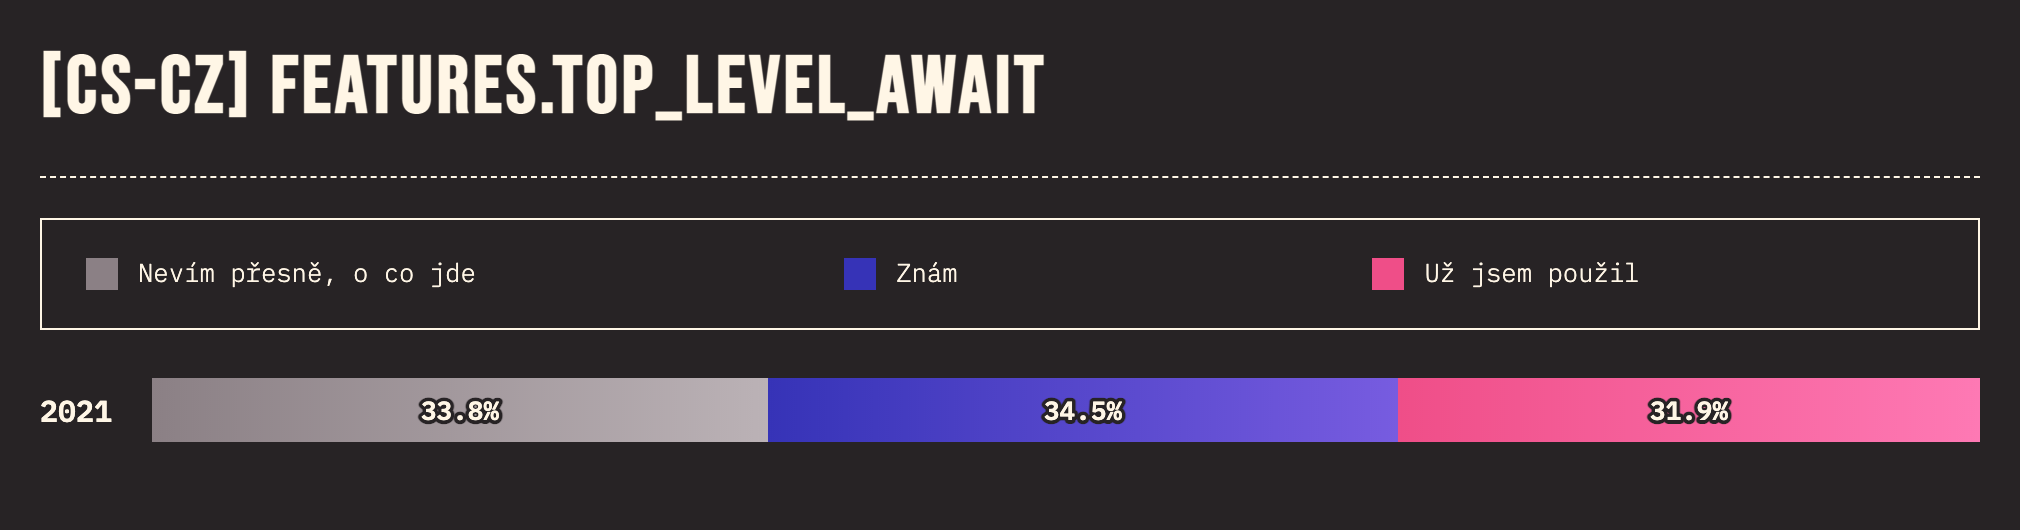 [CS-CZ] FEATURES.TOP_LEVEL_AWAIT
Nevím přesně, o co jde
Znám
Už jsem použil
2021 33.8% 34.5% 31.9%